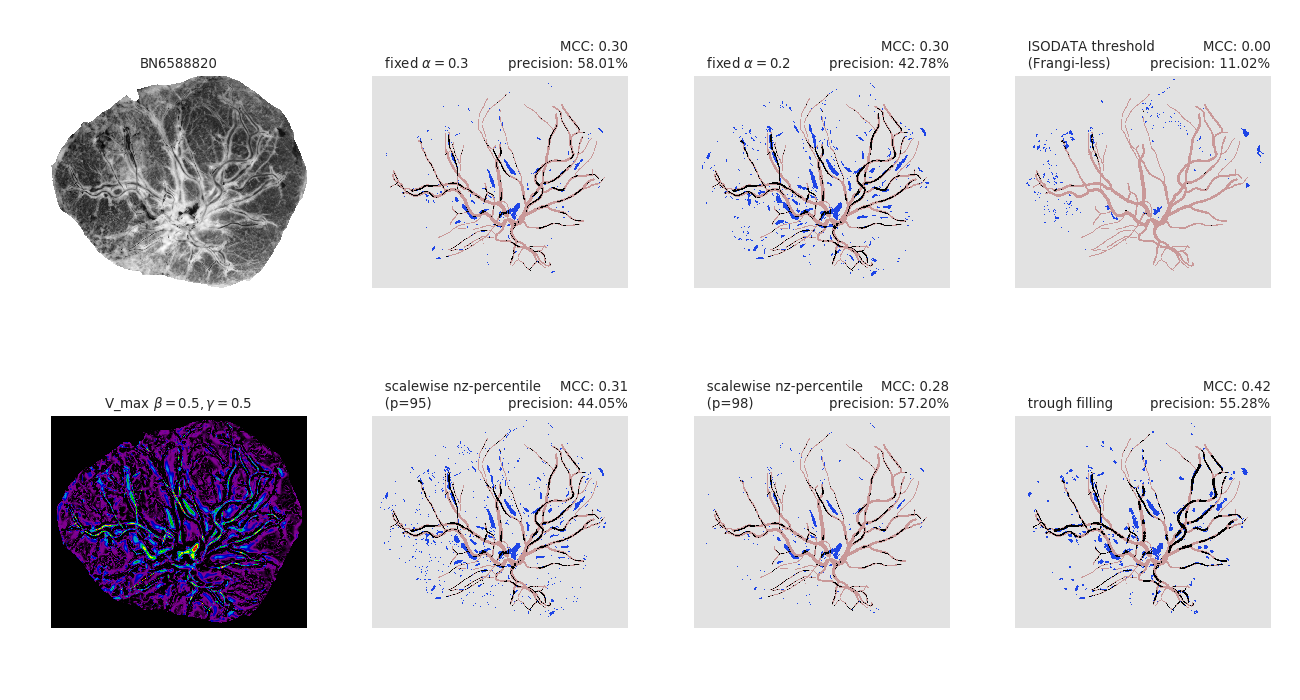 BN6588820
MCC: 0.30
fixed α = 0.3 precision: 58.01%
MCC: 0.30
fixed α = 0.2 precision: 42.78%
ISODATA threshold MCC: 0.00
(Frangi-less) precision: 11.02%
V_max β = 0.5, γ = 0.5
scalewise nz-percentile MCC: 0.31
(p=95) precision: 44.05%
scalewise nz-percentile MCC: 0.28
(p=98) precision: 57.20%
MCC: 0.42
trough filling precision: 55.28%